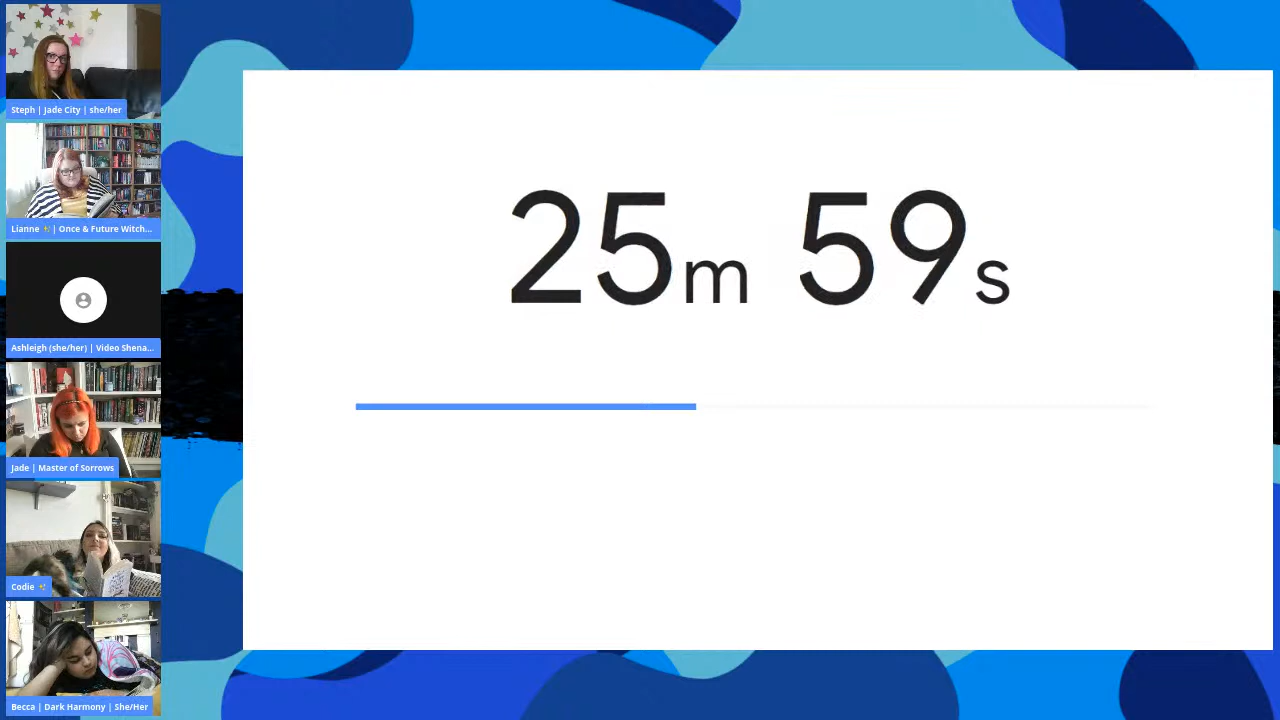 Steph | Jade City | she/her
Lianne ✨ | Once & Future Witch...
Ashleigh (she/her) | Video Shena...
Jade | Master of Sorrows
Codie ✨
Becca | Dark Harmony | She/Her
25m 59s